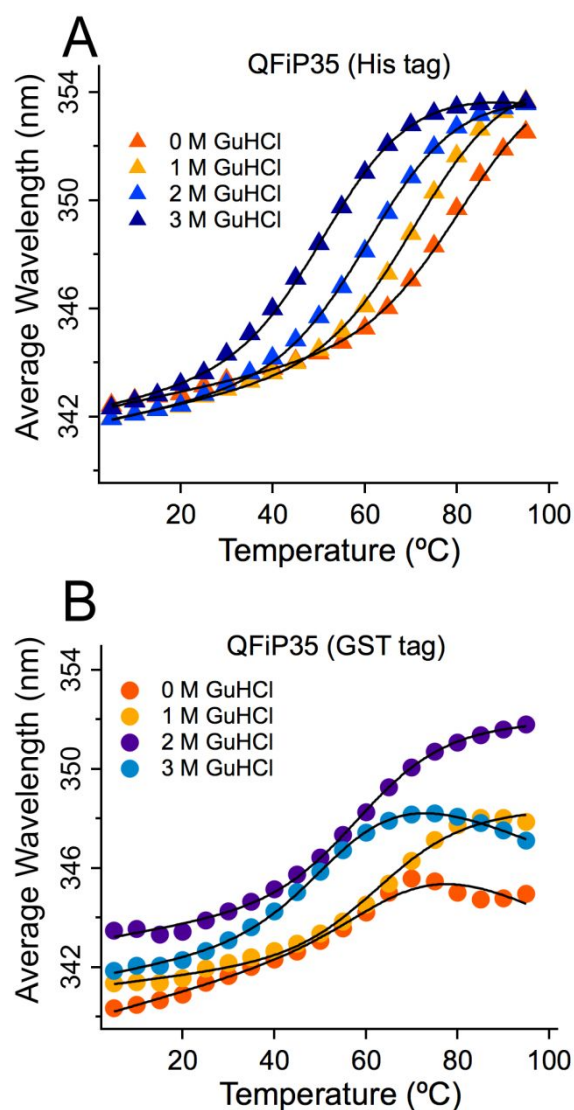 A
QFiP35 (His tag)
Average Wavelength (nm)
354
350
346
342
0 M GuHCl
1 M GuHCl
2 M GuHCl
3 M GuHCl
20 40 60 80 100
Temperature (ºC)
B
QFiP35 (GST tag)
Average Wavelength (nm)
354
350
346
342
0 M GuHCl
1 M GuHCl
2 M GuHCl
3 M GuHCl
20 40 60 80 100
Temperature (ºC)